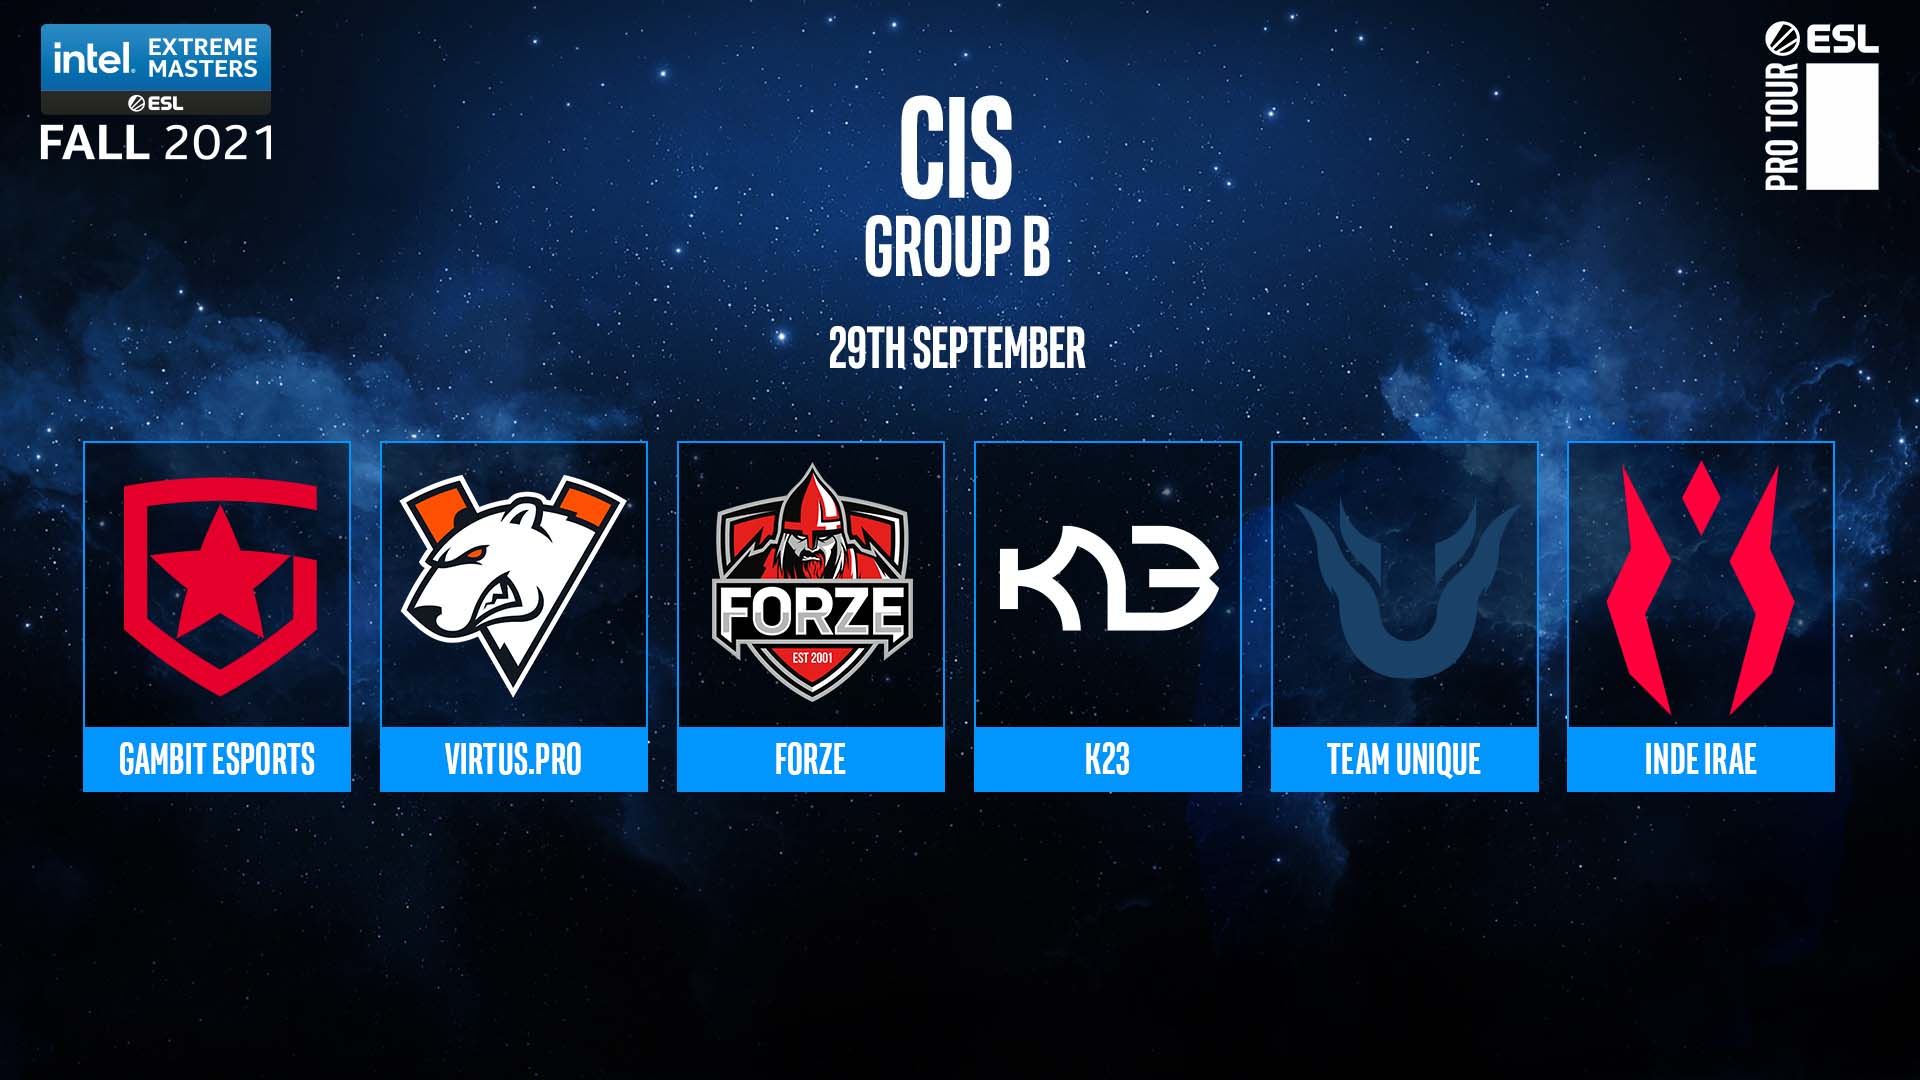 intel. EXTREME
MASTERS
ESL
FALL 2021
ESL
PRO TOUR
CIS
GROUP B
29TH SEPTEMBER
FORZE
EST 2001
K23
GAMBIT ESPORTS
VIRTUS.PRO
FORZE
K23
TEAM UNIQUE
INDE IRAE